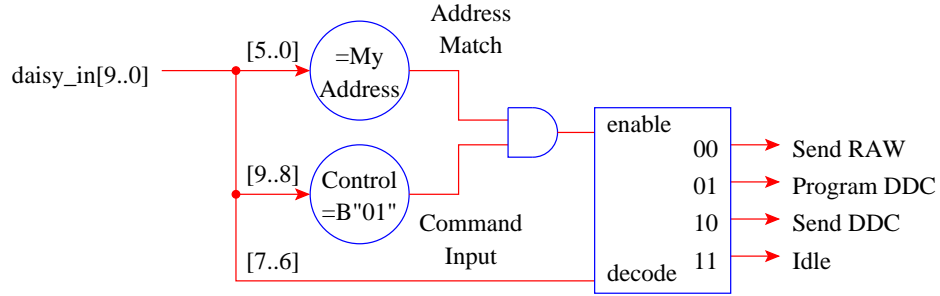 Address
Match
[5..0]
=My
Address
daisy_in[9..0]
enable
00
Send RAW
01
Program DDC
[9..8]
Control
=B"01"
Command
Input
10
Send DDC
11
Idle
[7..6]
decode